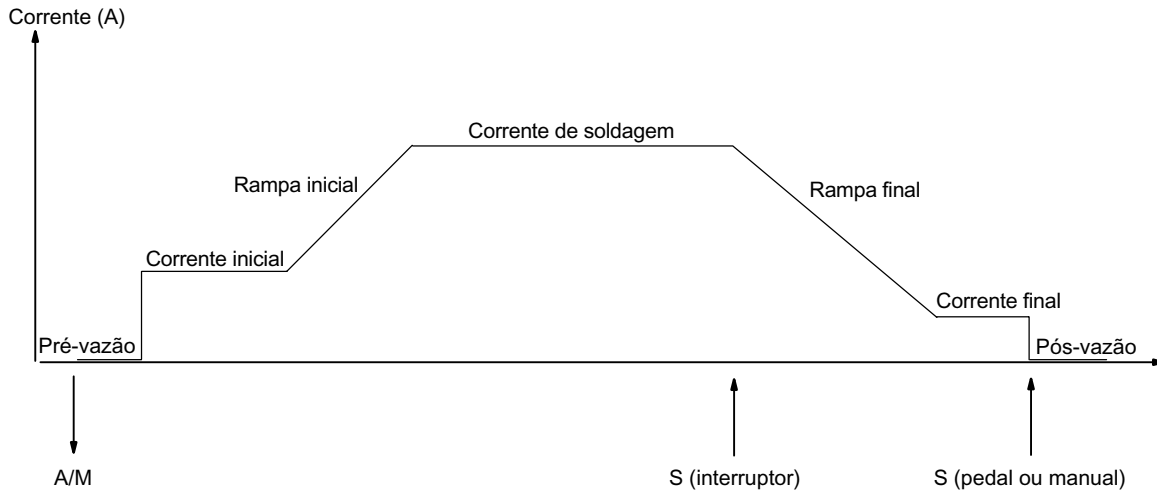 Corrente (A)
Corrente de soldagem
Rampa inicial
Rampa final
Corrente inicial
Corrente final
Pré-vazão
Pós-vazão
A/M
S (interruptor)
S (pedal ou manual)